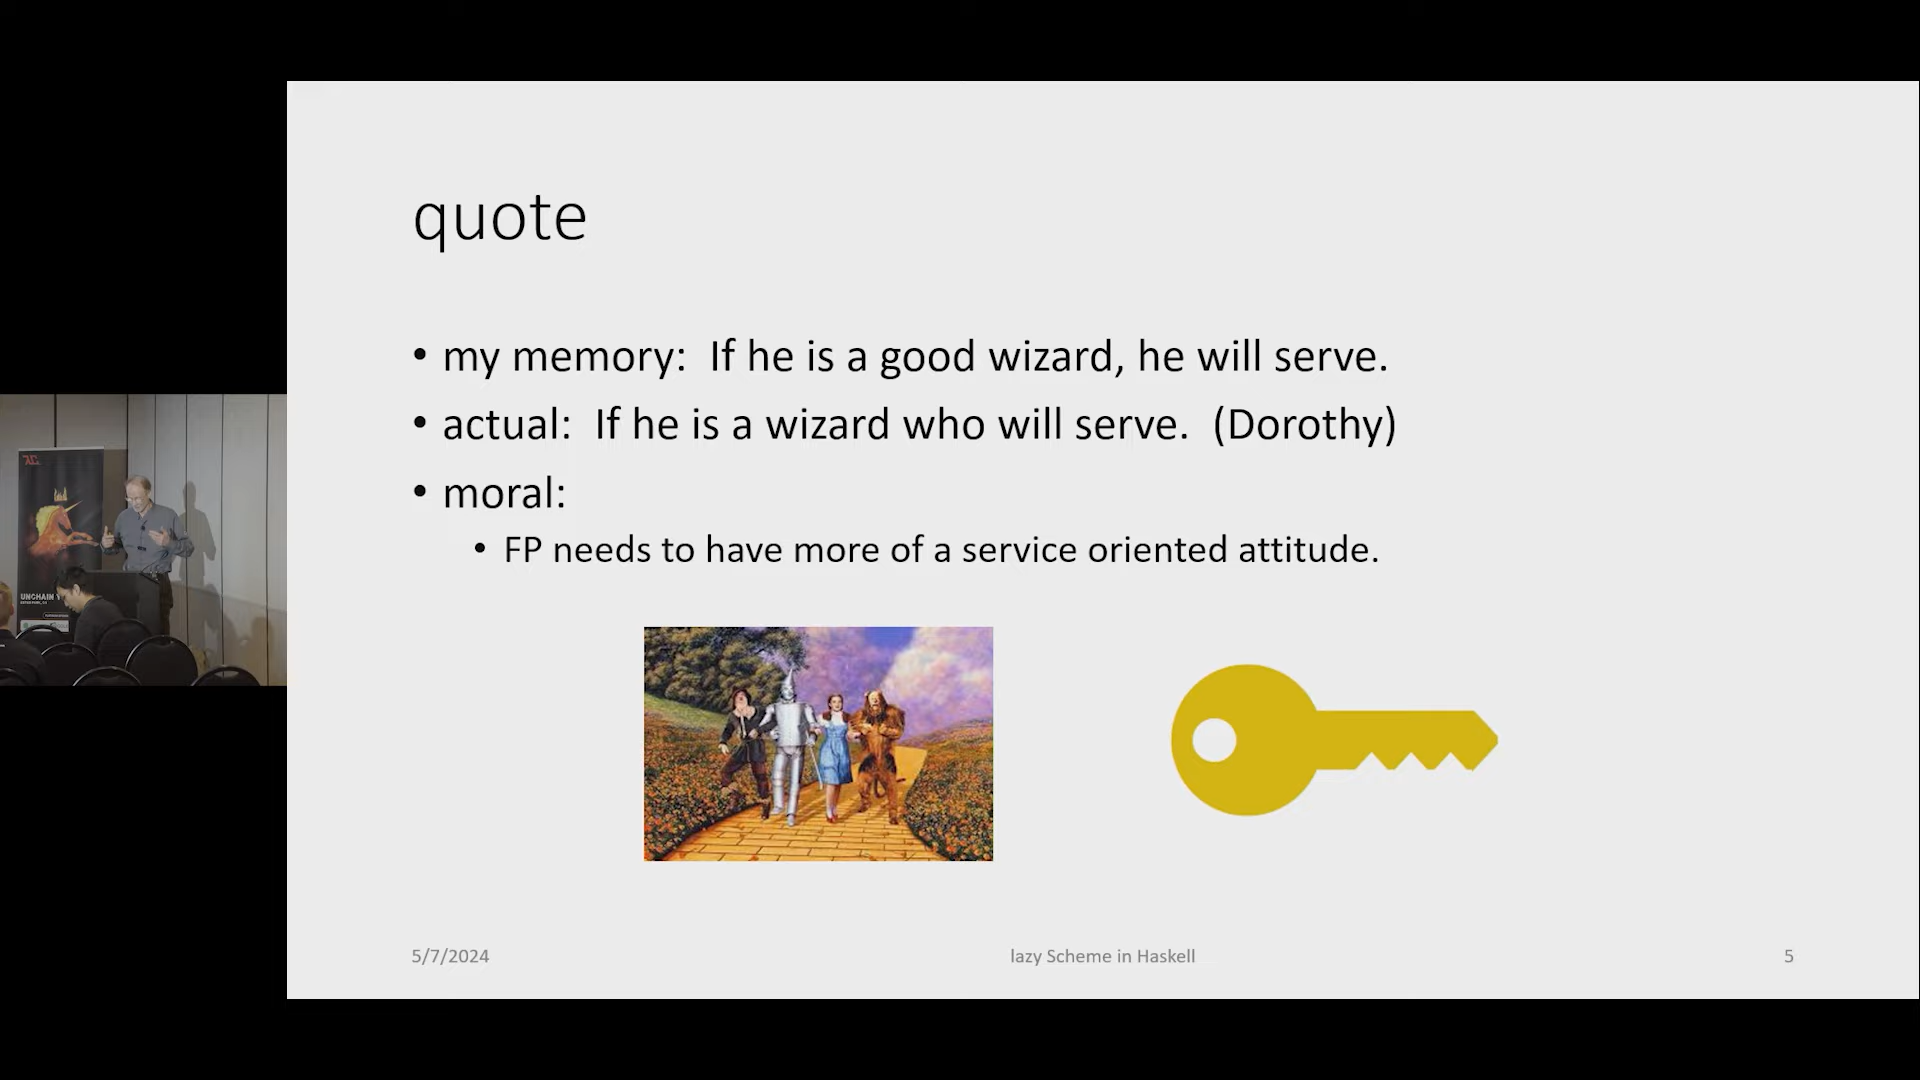 quote
• my memory:  If he is a good wizard, he will serve.
• actual:  If he is a wizard who will serve.  (Dorothy)
• moral:
• FP needs to have more of a service oriented attitude.
5/7/2024
lazy Scheme in Haskell
5
UNCHAIN